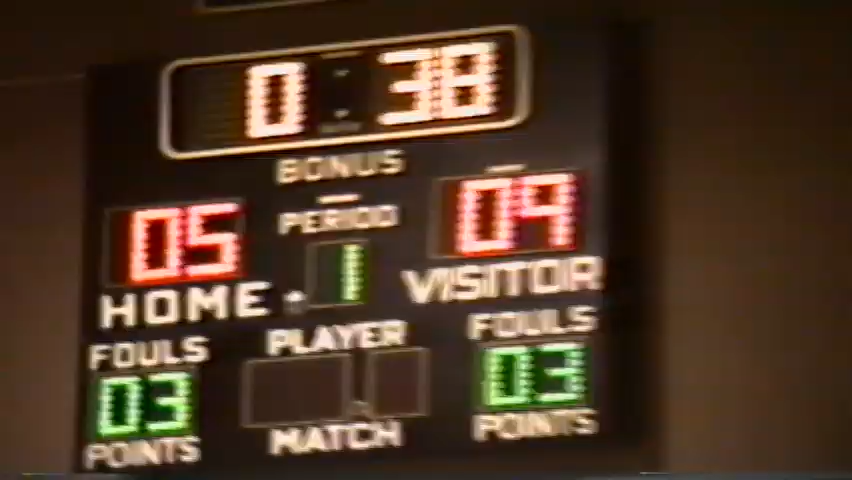 0:38
BONUS
05 PERIOD 04
HOME 1 VISITOR
FOULS PLAYER FOULS
03 03
POINTS MATCH POINTS